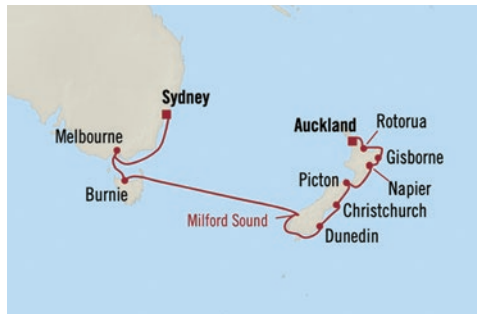 Sydney
Melbourne
Burnie
Auckland
Rotorua
Gisborne
Napier
Picton
Christchurch
Milford Sound
Dunedin